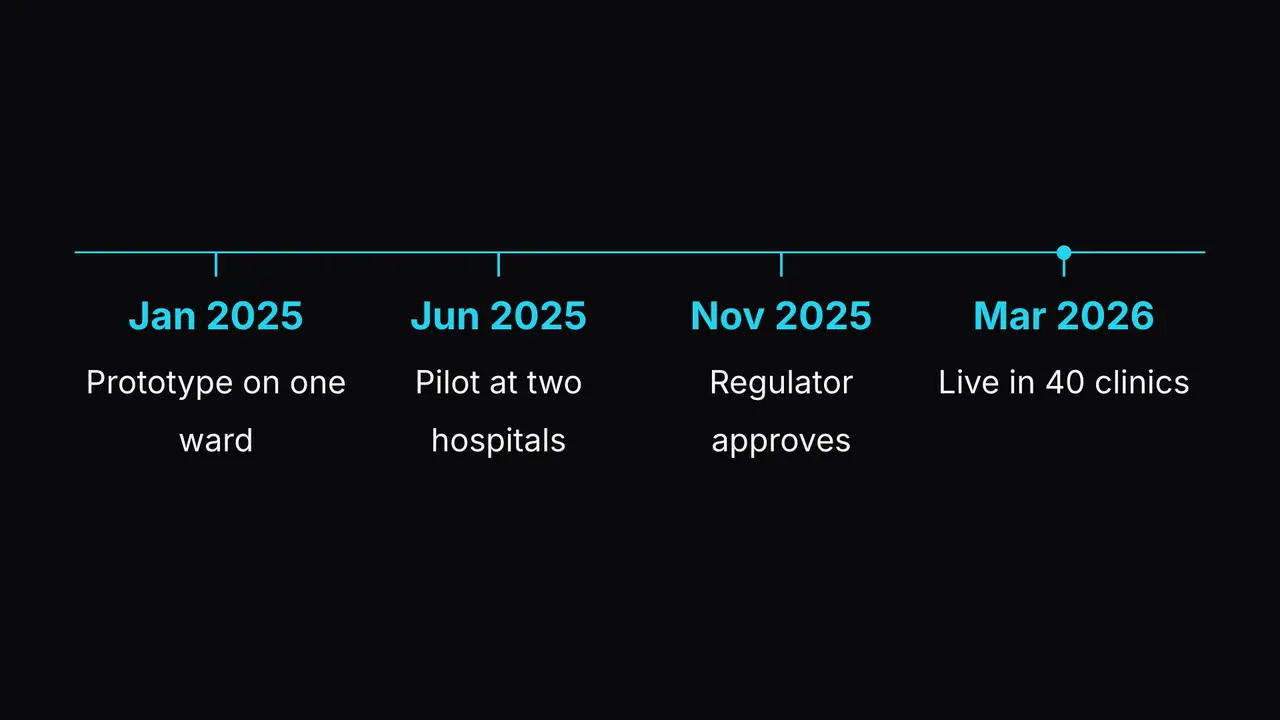 Jan 2025
Prototype on one
ward
Jun 2025
Pilot at two
hospitals
Nov 2025
Regulator
approves
Mar 2026
Live in 40 clinics